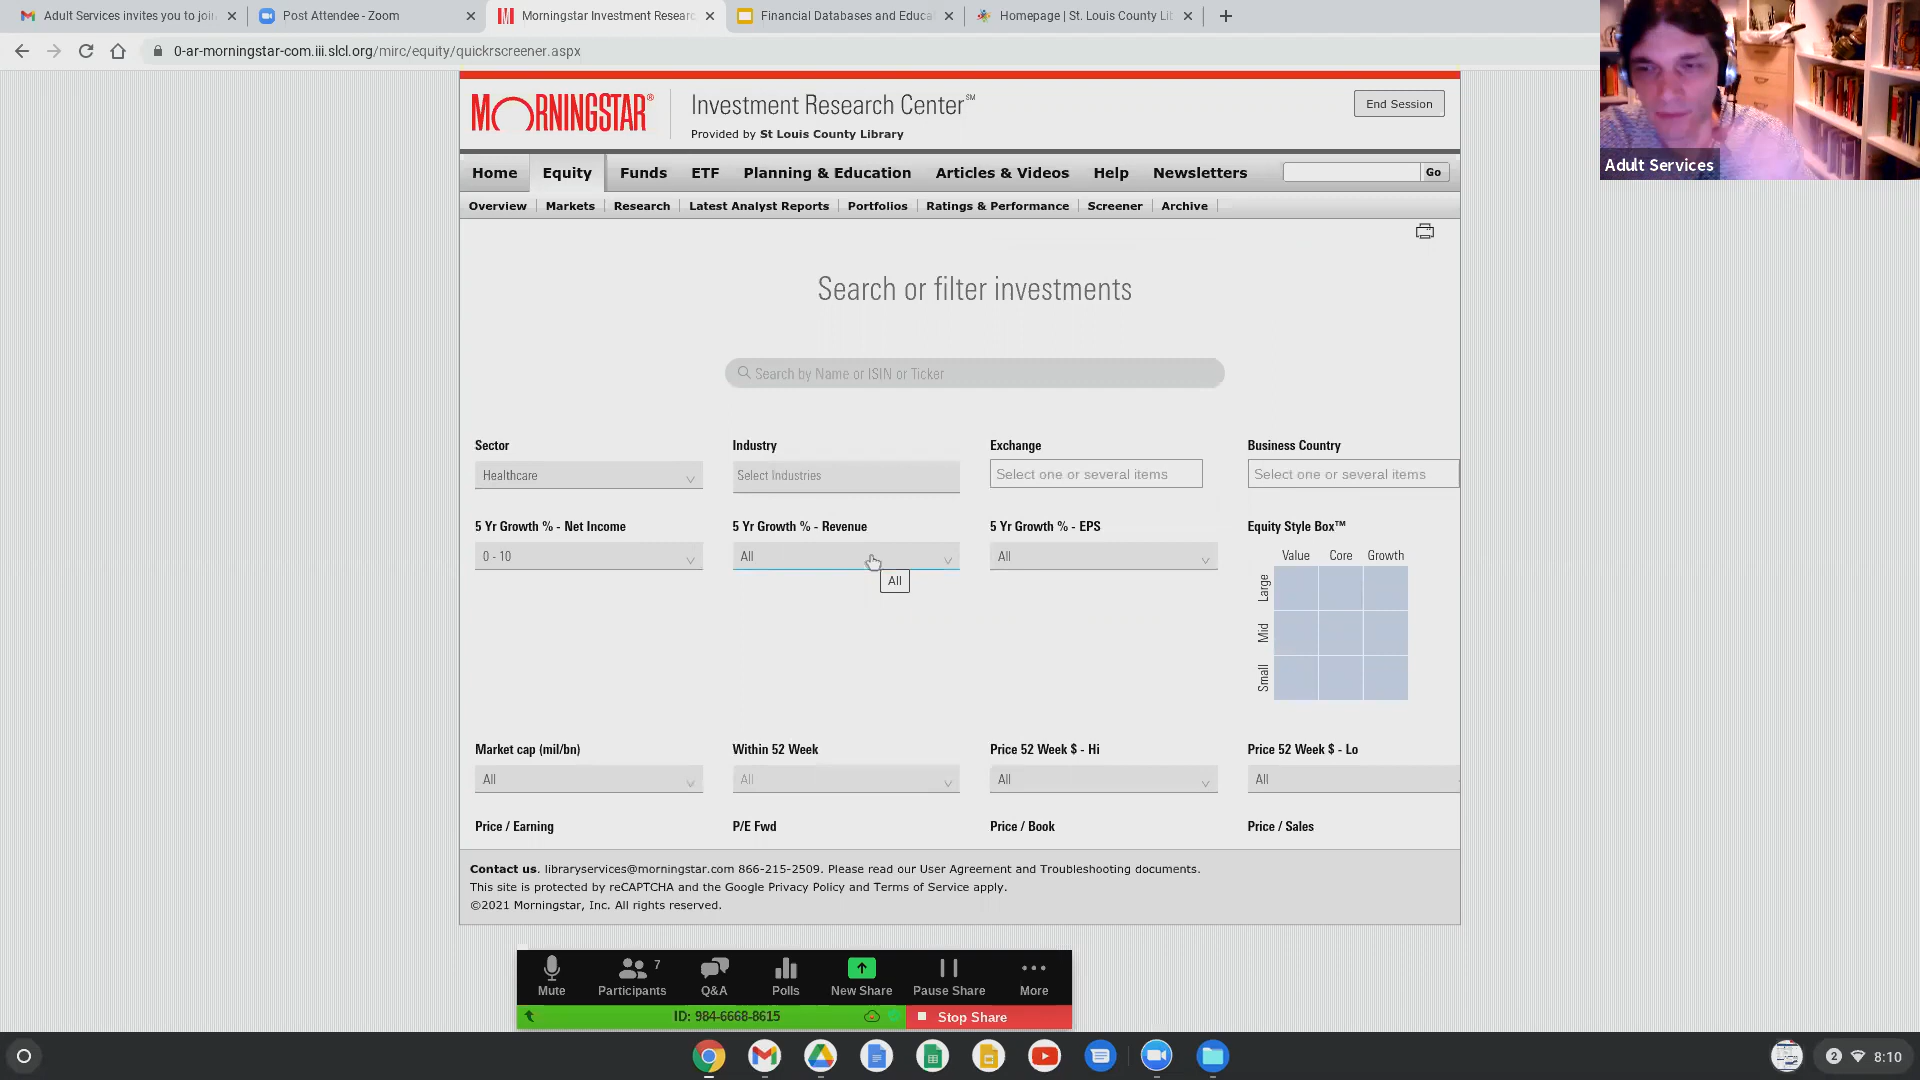 Adult Services invites you to join
Post Attendee - Zoom
Morningstar Investment Researc
Financial Databases and Educa
Homepage | St. Louis County Li
0-ar-morningstar-com.iii.slcl.org/mirc/equity/quickrscreener.aspx
MORNINGSTAR®
Investment Research Center℠
Provided by St Louis County Library
End Session
Home
Equity
Funds
ETF
Planning & Education
Articles & Videos
Help
Newsletters
Go
Overview
Markets
Research
Latest Analyst Reports
Portfolios
Ratings & Performance
Screener
Archive
Adult Services
Search or filter investments
Search by Name or ISIN or Ticker
Sector
Industry
Exchange
Business Country
Healthcare
Select Industries
Select one or several items
Select one or several items
5 Yr Growth % - Net Income
5 Yr Growth % - Revenue
5 Yr Growth % - EPS
Equity Style Box™
0 - 10
All
All
All
Value
Core
Growth
Large
Mid
Small
Market cap (mil/bn)
Within 52 Week
Price 52 Week $ - Hi
Price 52 Week $ - Lo
All
All
All
All
Price / Earning
P/E Fwd
Price / Book
Price / Sales
Contact us. libraryservices@morningstar.com 866-215-2509. Please read our User Agreement and Troubleshooting documents.
This site is protected by reCAPTCHA and the Google Privacy Policy and Terms of Service apply.
©2021 Morningstar, Inc. All rights reserved.
7
Mute
Participants
Q&A
Polls
New Share
Pause Share
More
ID: 984-6668-8615
Stop Share
2
8:10